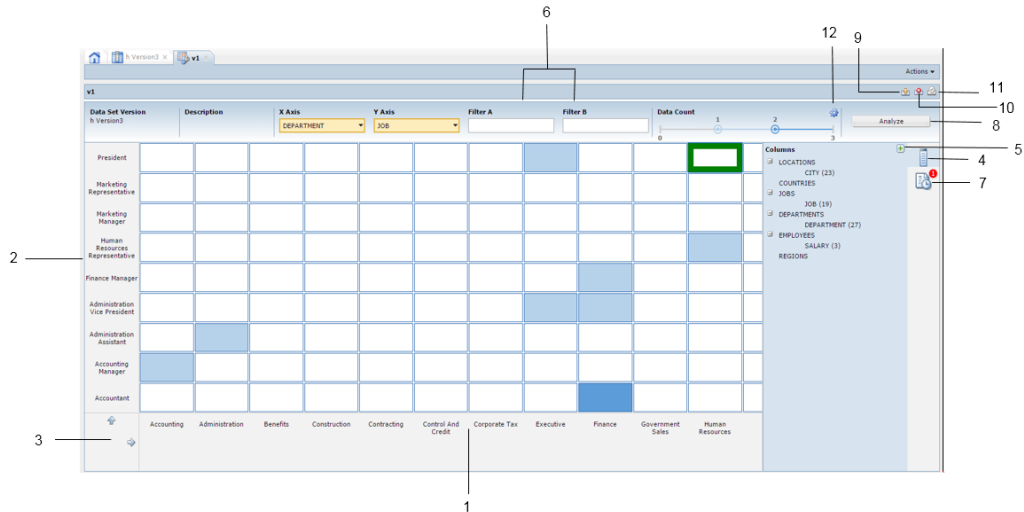 6
12
9
h Version3 ×
v1 ×
Actions
v1
11
10
Data Set Version
h Version3
Description
X Axis
DEPARTMENT
Y Axis
JOB
Filter A
Filter B
Data Count
0
1
2
3
Analyze
8
President
Marketing
Representative
Marketing
Manager
Human
Resources
Representative
Finance Manager
Administration
Vice President
Administration
Assistant
Accounting
Manager
Accountant
2
Columns
LOCATIONS
CITY (23)
COUNTRIES
JOBS
JOB (19)
DEPARTMENTS
DEPARTMENT (27)
EMPLOYEES
SALARY (3)
REGIONS
5
4
1
7
3
Accounting
Administration
Benefits
Construction
Contracting
Control And
Credit
Corporate Tax
Executive
Finance
Government
Sales
Human
Resources
1